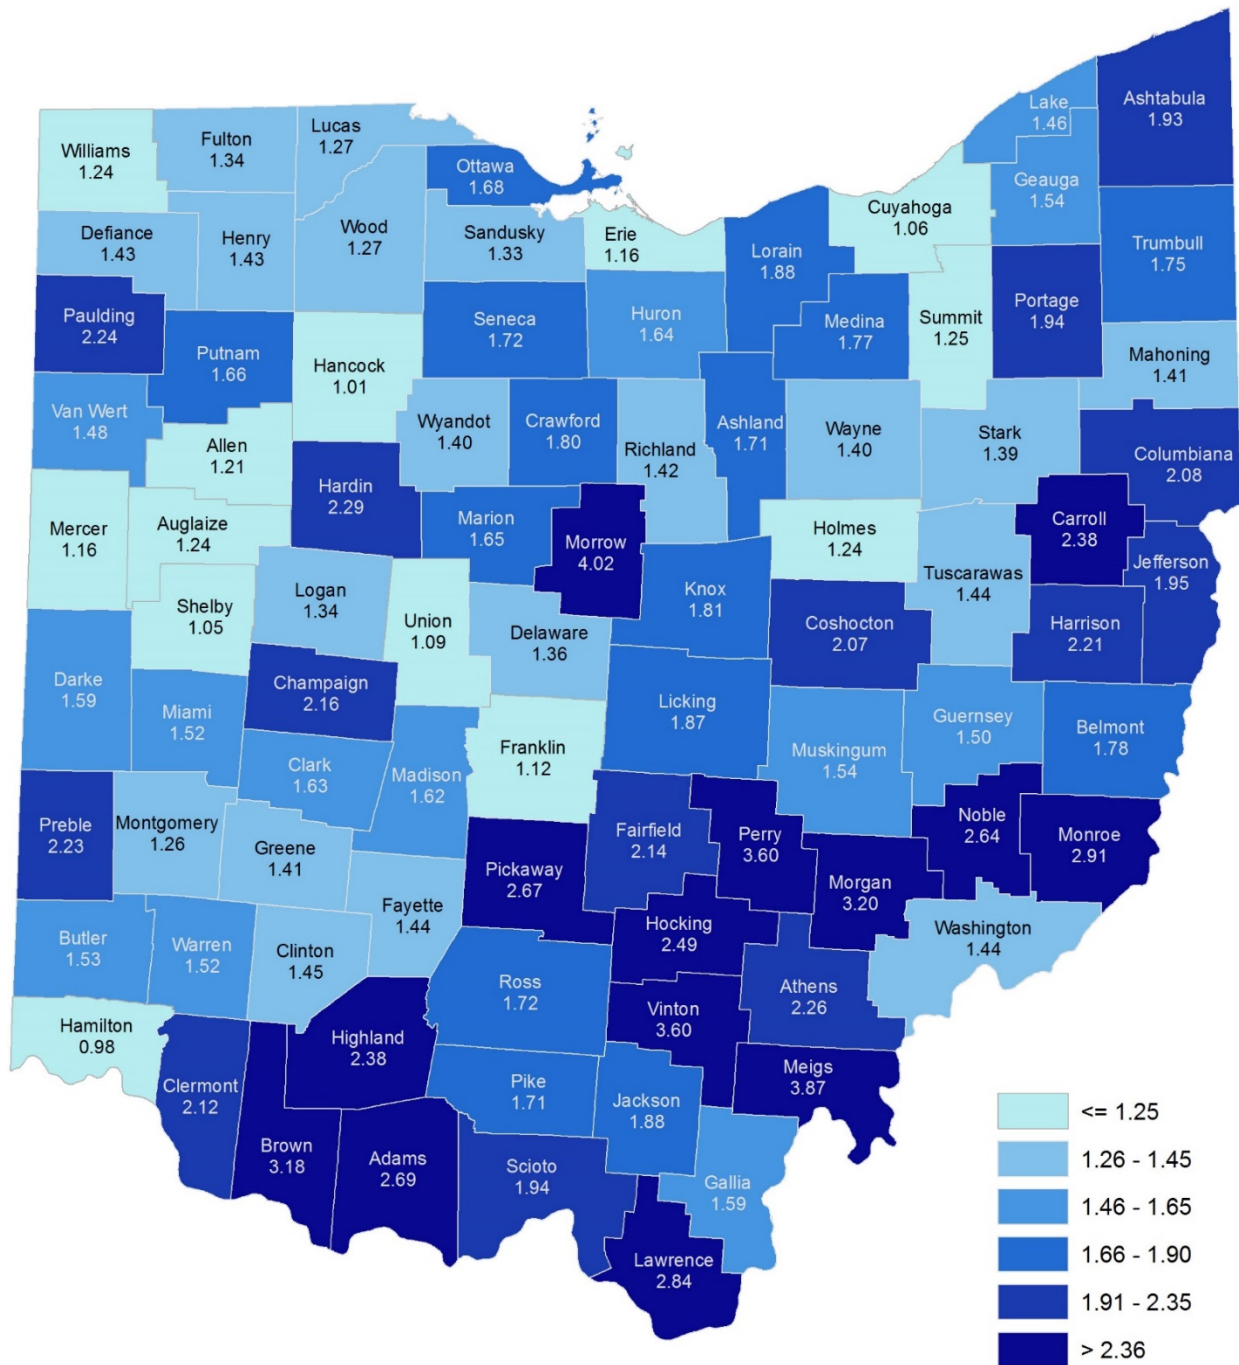 Ashtabula
1.93
Lake
1.46
Williams
1.24
Fulton
1.34
Lucas
1.27
Ottawa
1.68
Geauga
1.54
Cuyahoga
1.06
Defiance
1.43
Henry
1.43
Wood
1.27
Sandusky
1.33
Erie
1.16
Lorain
1.88
Trumbull
1.75
Paulding
2.24
Putnam
1.66
Hancock
1.01
Seneca
1.72
Huron
1.64
Medina
1.77
Summit
1.25
Portage
1.94
Mahoning
1.41
Van Wert
1.48
Allen
1.21
Wyandot
1.40
Crawford
1.80
Richland
1.42
Ashland
1.71
Wayne
1.40
Stark
1.39
Columbiana
2.08
Mercer
1.16
Auglaize
1.24
Hardin
2.29
Marion
1.65
Morrow
4.02
Holmes
1.24
Carroll
2.38
Jefferson
1.95
Shelby
1.05
Logan
1.34
Union
1.09
Delaware
1.36
Knox
1.81
Coshocton
2.07
Tuscarawas
1.44
Harrison
2.21
Darke
1.59
Miami
1.52
Champaign
2.16
Licking
1.87
Muskingum
1.54
Guernsey
1.50
Belmont
1.78
Clark
1.63
Madison
1.62
Franklin
1.12
Preble
2.23
Montgomery
1.26
Greene
1.41
Fayette
1.44
Pickaway
2.67
Fairfield
2.14
Perry
3.60
Morgan
3.20
Noble
2.64
Monroe
2.91
Butler
1.53
Warren
1.52
Clinton
1.45
Hocking
2.49
Washington
1.44
Ross
1.72
Vinton
3.60
Athens
2.26
Hamilton
0.98
Clermont
2.12
Highland
2.38
Pike
1.71
Jackson
1.88
Meigs
3.87
Brown
3.18
Adams
2.69
Scioto
1.94
Gallia
1.59
Lawrence
2.84
<= 1.25
1.26 - 1.45
1.46 - 1.65
1.66 - 1.90
1.91 - 2.35
> 2.36